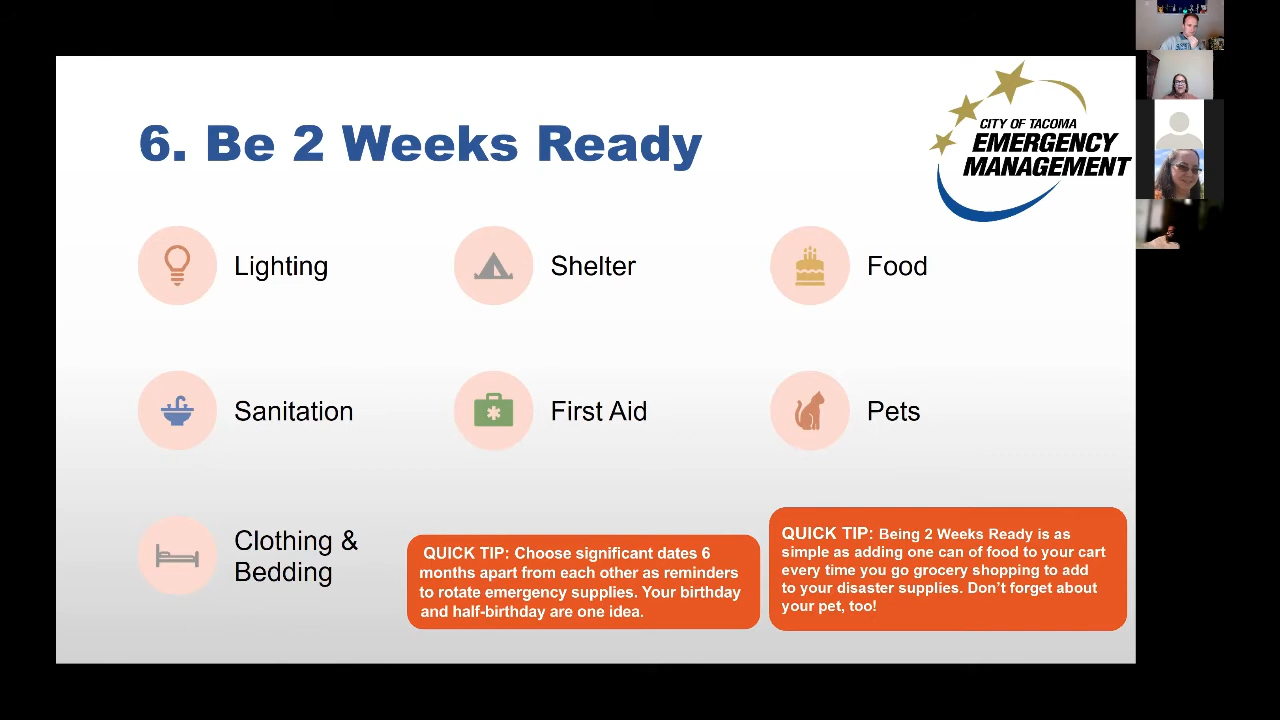 6. Be 2 Weeks Ready
CITY OF TACOMA
EMERGENCY
MANAGEMENT
Lighting
Shelter
Food
Sanitation
First Aid
Pets
Clothing &
Bedding
QUICK TIP: Choose significant dates 6
months apart from each other as reminders
to rotate emergency supplies. Your birthday
and half-birthday are one idea.
QUICK TIP: Being 2 Weeks Ready is as
simple as adding one can of food to your cart
every time you go grocery shopping to add
to your disaster supplies. Don't forget about
your pet, too!